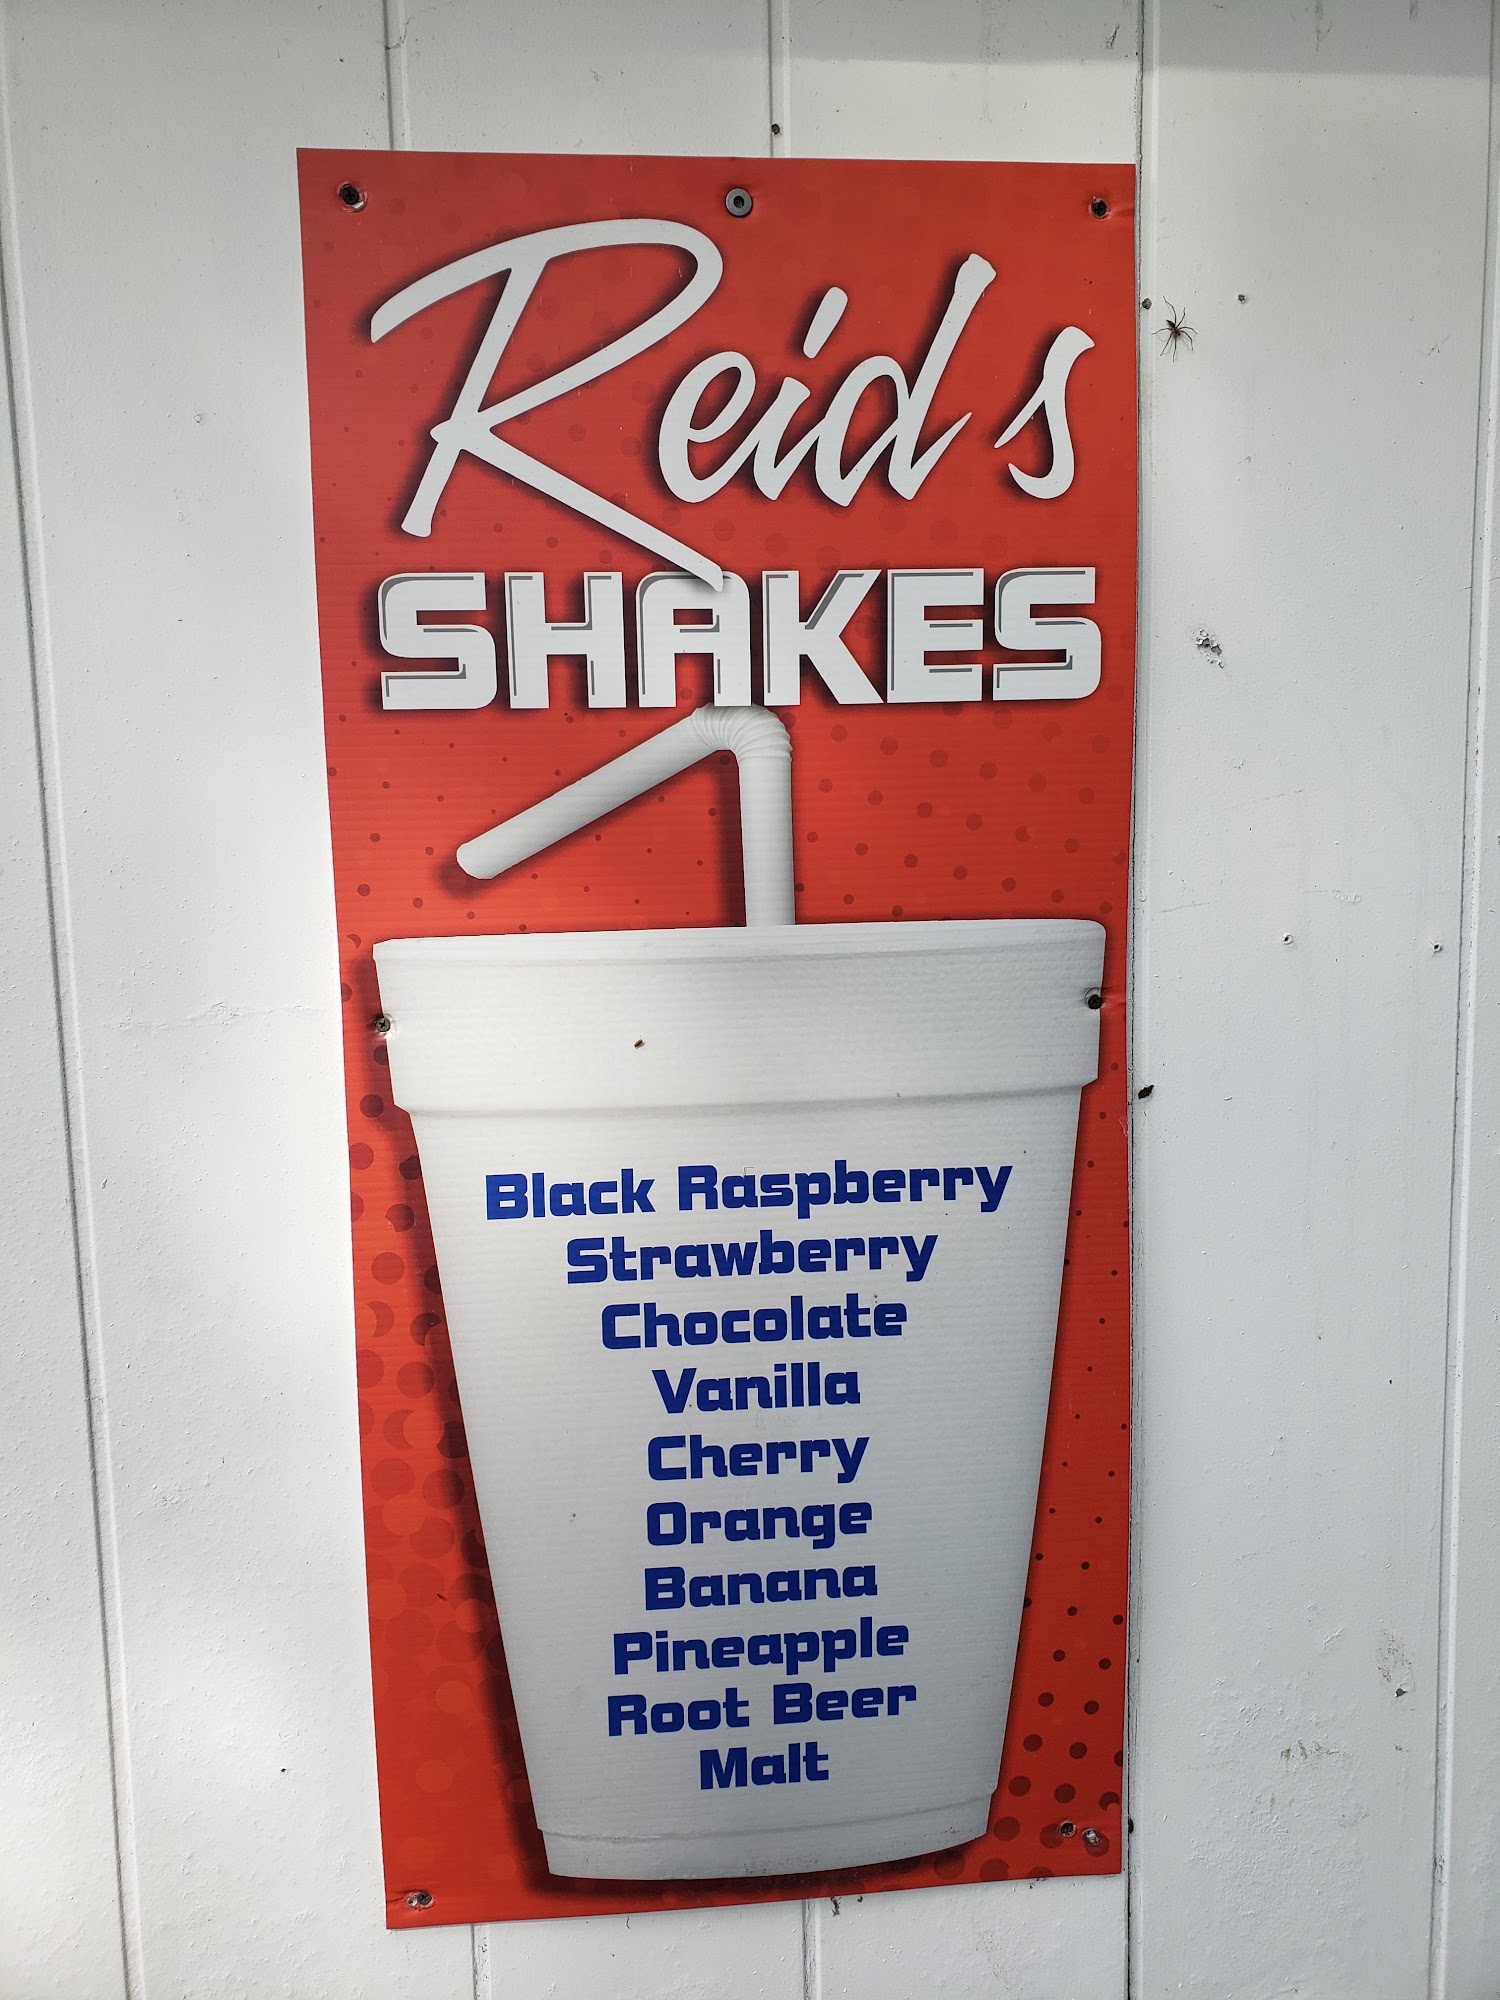 Reid's
SHAKES
Black Raspberry
Strawberry
Chocolate
Vanilla
Cherry
Orange
Banana
Pineapple
Root Beer
Malt